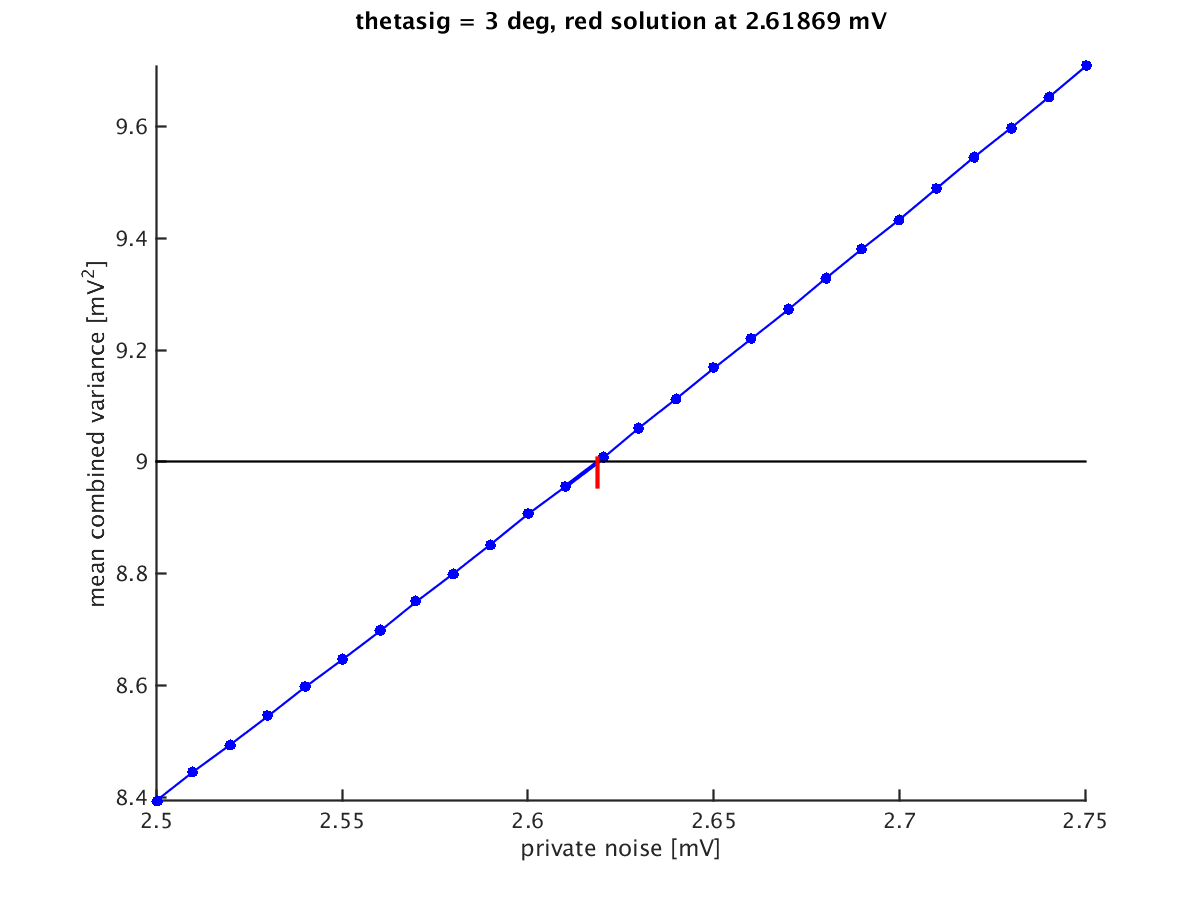 thetasig = 3 deg, red solution at 2.61869 mV
9.6
9.4
9.2
9
8.8
8.6
8.4
mean combined variance [mV²]
2.5 2.55 2.6 2.65 2.7 2.75
private noise [mV]